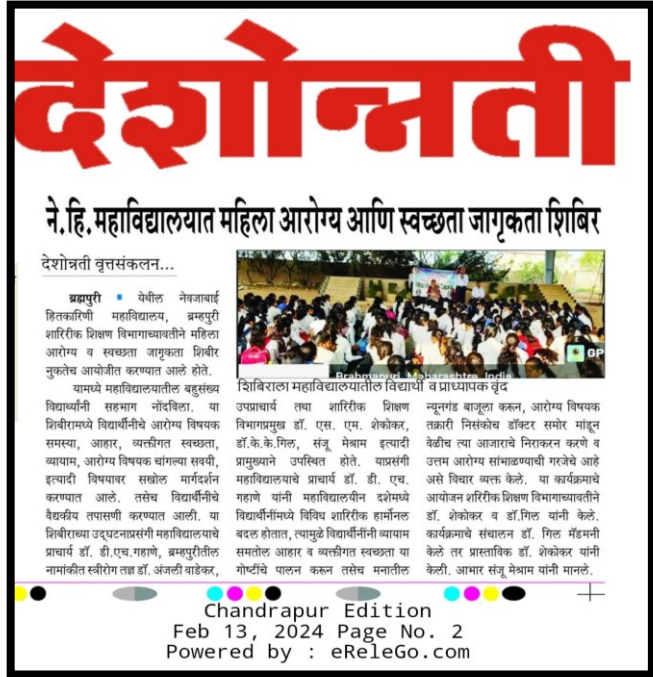 देशोन्नती
ने.हि.महाविद्यालयात महिला आरोग्य आणि स्वच्छता जागृकता शिबिर
देशोन्नती वृत्तसंकलन...
ब्रह्मपुरी ▪ येथील नेवजाबाई
हितकारिणी महाविद्यालय, ब्रम्हपुरी
शारिरीक शिक्षण विभागाच्यावतीने महिला
आरोग्य व स्वच्छता जागृकता शिबीर
नुकतेच आयोजीत करण्यात आले होते.
यामध्ये महाविद्यालयातील बहुसंख्य
विद्यार्थ्यांनी सहभाग नोंदविला. या
शिबीरामध्ये विद्यार्थीनीचे आरोग्य विषयक
समस्या, आहार, व्यक्तीगत स्वच्छता,
व्यायाम, आरोग्य विषयक चांगल्या सवयी,
इत्यादी विषयावर सखोल मार्गदर्शन
करण्यात आले. तसेच विद्यार्थीनीचे
वैद्यकीय तपासणी करण्यात आली. या
शिबीराच्या उद्‌घटनाप्रसंगी महाविद्यालयाचे
प्राचार्य डॉ. डी.एच.गहाणे, ब्रम्हपुरीतील
नामांकीत स्त्रीरोग तज्ञ डॉ. अंजली वाडेकर,
Brahmapuri, Maharashtra, India
GP
शिबिराला महाविद्यालयातील विद्यार्थी व प्राध्यापक वृंद
उपप्राचार्य तथा शारिरीक शिक्षण
विभागप्रमुख डॉ. एस. एम. शेकोकर,
डॉ.के.के.गिल, संजू मेश्राम इत्यादी
प्रामुख्याने उपस्थित होते. याप्रसंगी
महाविद्यालयाचे प्राचार्य डॉ. डी. एच.
गहाणे यांनी महाविद्यालयीन दशेमध्ये
विद्यार्थीनींमध्ये विविध शारिरीक हार्मोनल
बदल होतात, त्यामुळे विद्यार्थीनींनी व्यायाम
समतोल आहार व व्यक्तीगत स्वच्छता या
गोष्टींचे पालन करून तसेच मनातील
न्यूनगंड बाजूला करून, आरोग्य विषयक
तक्रारी निसंकोच डॉक्टर समोर मांडून
वेळीच त्या आजाराचे निराकरन करणे व
उत्तम आरोग्य सांभाळण्याची गरजेचे आहे
असे विचार व्यक्त केले. या कार्यक्रमाचे
आयोजन शरिरीक शिक्षण विभागाच्यावतीने
डॉ. शेकोकर व डॉ.गिल यांनी केले.
कार्यक्रमाचे संचालन डॉ. गिल मॅडमनी
केले तर प्रास्ताविक डॉ. शेकोकर यांनी
केली. आभार संजू मेश्राम यांनी मानले.
Chandrapur Edition
Feb 13, 2024 Page No. 2
Powered by : eReleGo.com